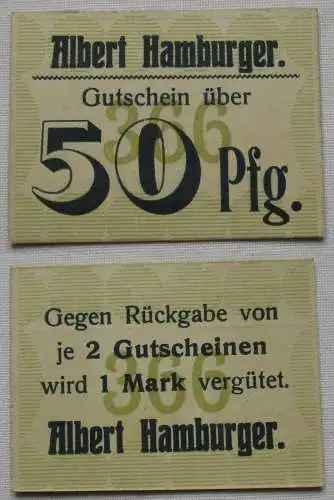 Albert Hamburger.
Gutschein über
366
50 Pfg.
Gegen Rückgabe von
je 2 Gutscheinen
wird 1 Mark vergütet.
366
Albert Hamburger.